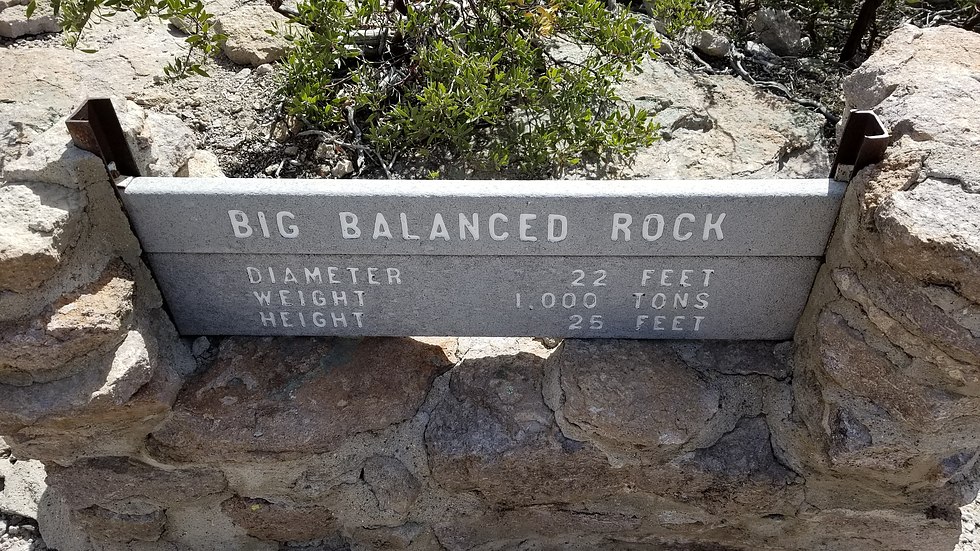 BIG BALANCED ROCK
DIAMETER 22 FEET
WEIGHT 1,000 TONS
HEIGHT 25 FEET